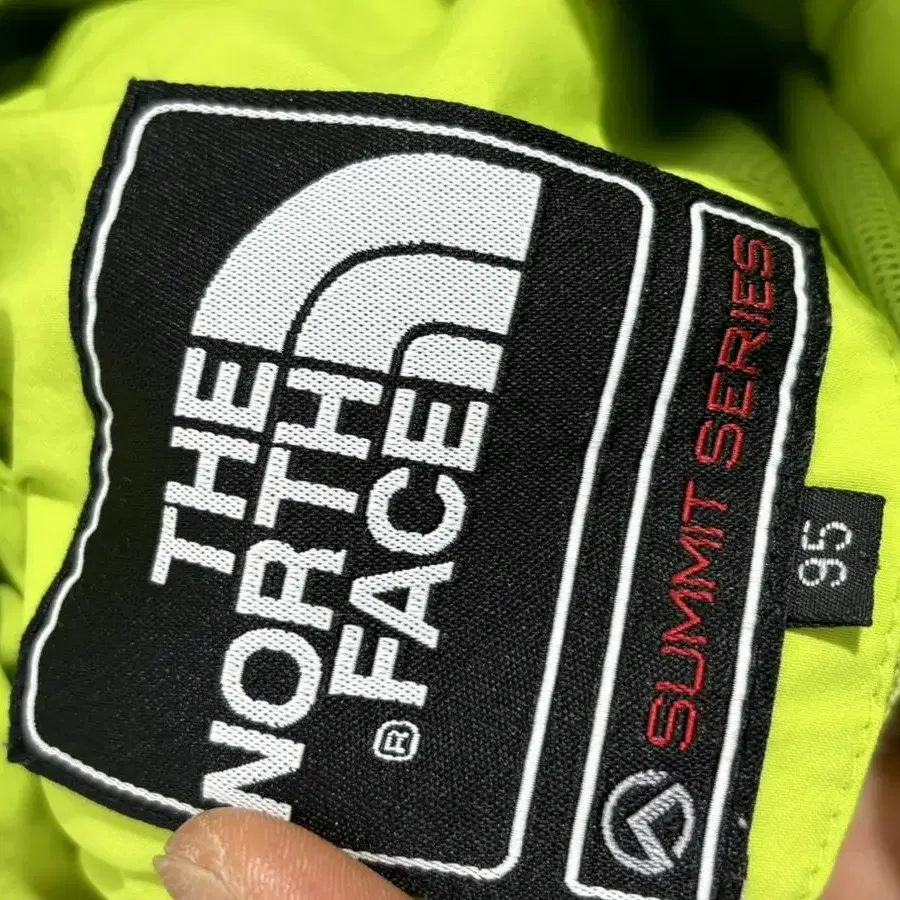 THE
NORTH
FACE®
SUMMIT SERIES
95